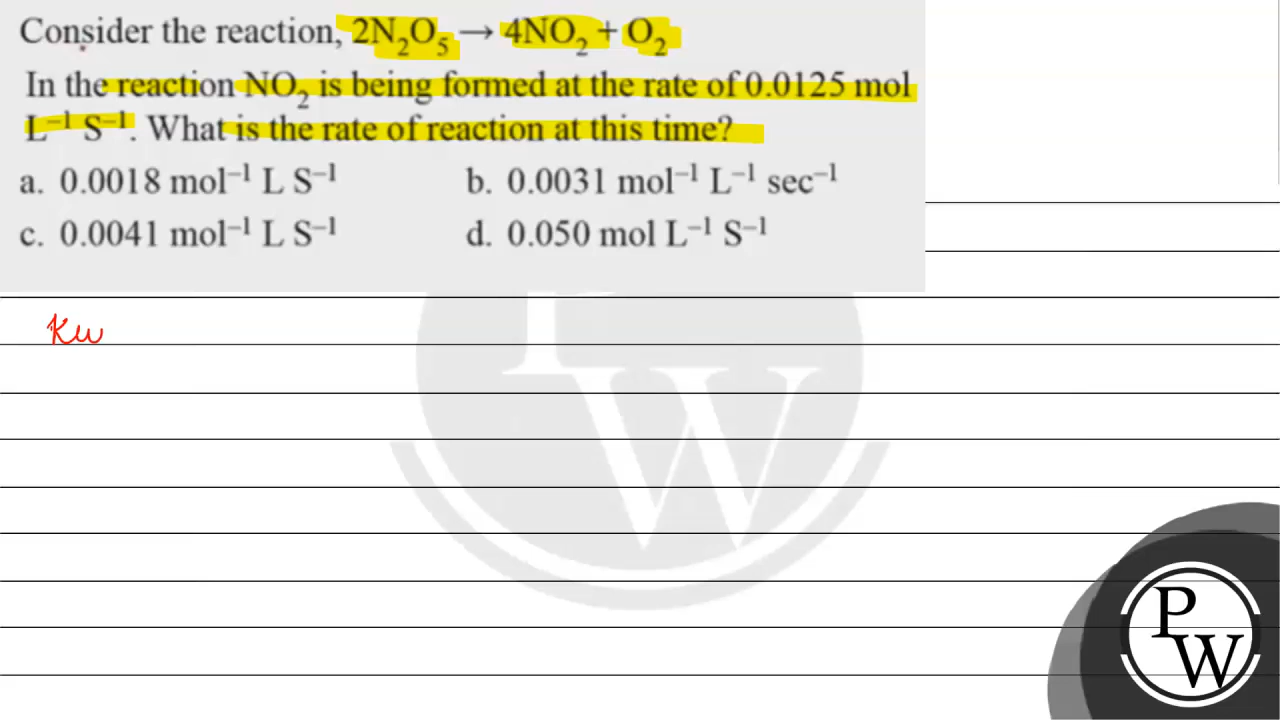 Consider the reaction, 2N₂O₅ → 4NO₂ + O₂
In the reaction NO₂ is being formed at the rate of 0.0125 mol
L⁻¹ S⁻¹. What is the rate of reaction at this time?
a. 0.0018 mol⁻¹ L S⁻¹ b. 0.0031 mol⁻¹ L⁻¹ sec⁻¹
c. 0.0041 mol⁻¹ L S⁻¹ d. 0.050 mol L⁻¹ S⁻¹
PW
P
W